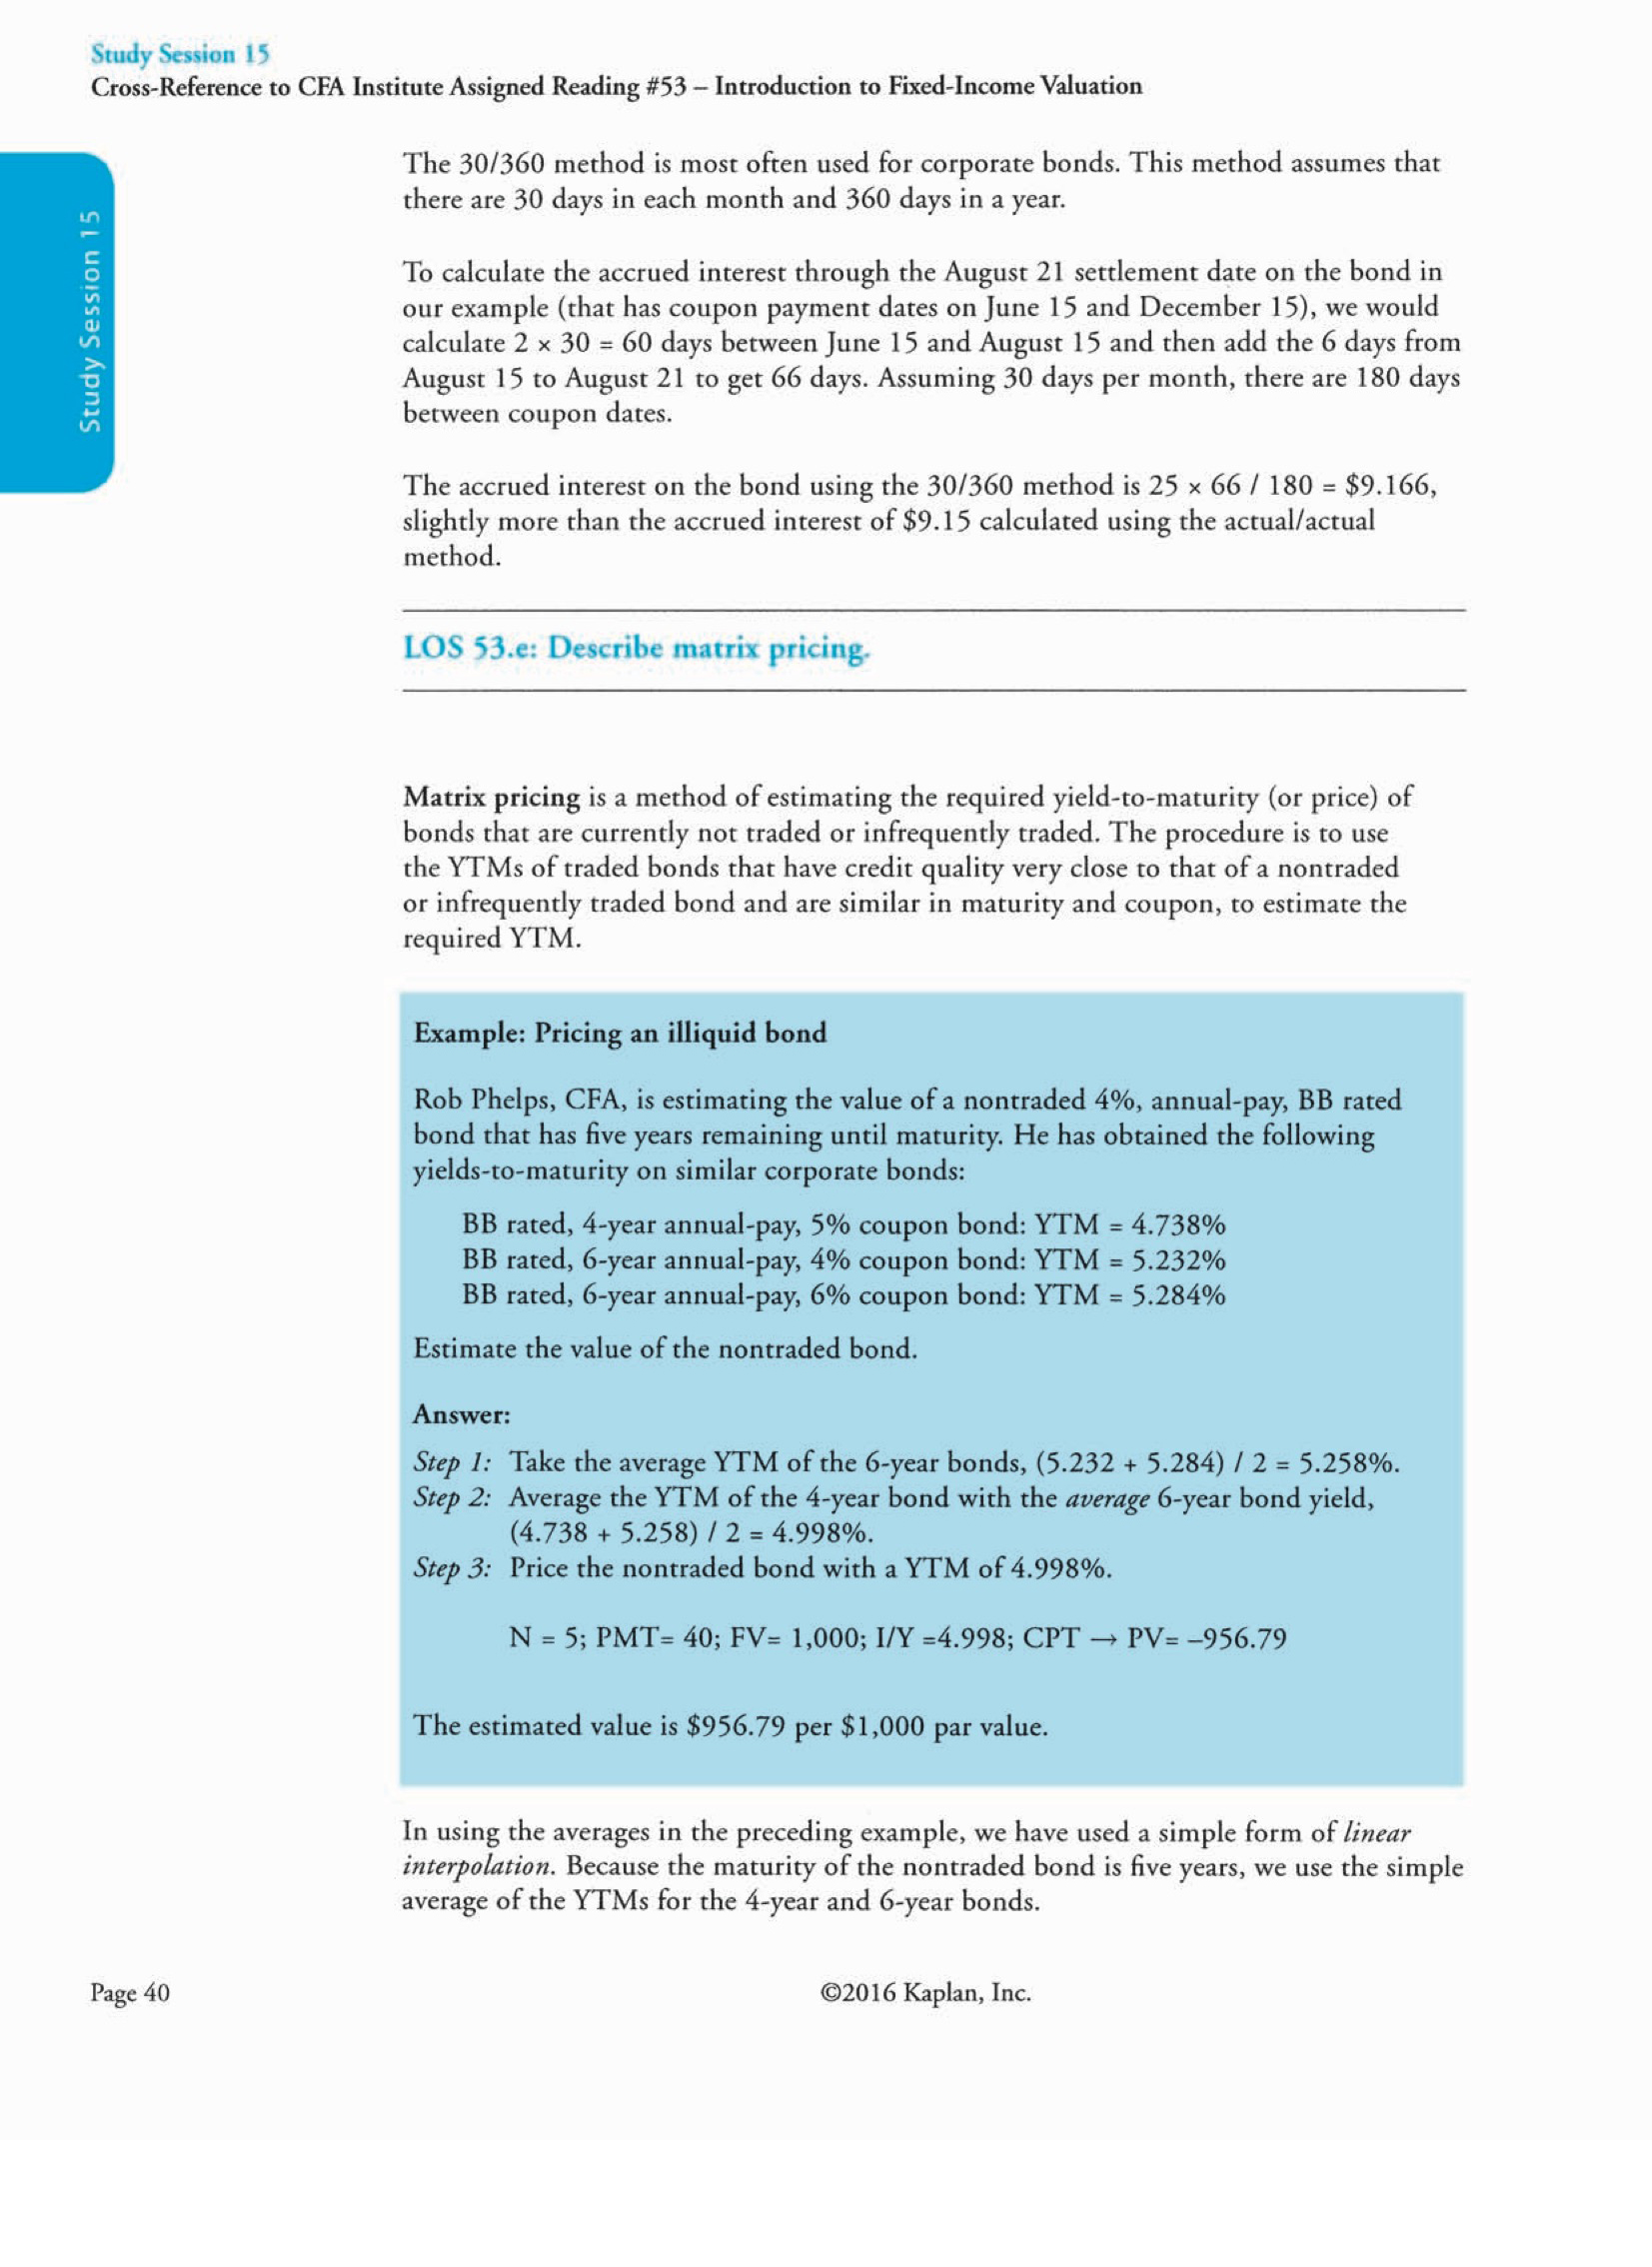 Study Session 15
Cross-Reference to CFA Institute Assigned Reading #53 – Introduction to Fixed-Income Valuation
Study Session 15
The 30/360 method is most often used for corporate bonds. This method assumes that
there are 30 days in each month and 360 days in a year.
To calculate the accrued interest through the August 21 settlement date on the bond in
our example (that has coupon payment dates on June 15 and December 15), we would
calculate 2 × 30 = 60 days between June 15 and August 15 and then add the 6 days from
August 15 to August 21 to get 66 days. Assuming 30 days per month, there are 180 days
between coupon dates.
The accrued interest on the bond using the 30/360 method is 25 × 66 / 180 = $9.166,
slightly more than the accrued interest of $9.15 calculated using the actual/actual
method.
LOS 53.e: Describe matrix pricing.
Matrix pricing is a method of estimating the required yield-to-maturity (or price) of
bonds that are currently not traded or infrequently traded. The procedure is to use
the YTMs of traded bonds that have credit quality very close to that of a nontraded
or infrequently traded bond and are similar in maturity and coupon, to estimate the
required YTM.
Example: Pricing an illiquid bond
Rob Phelps, CFA, is estimating the value of a nontraded 4%, annual-pay, BB rated
bond that has five years remaining until maturity. He has obtained the following
yields-to-maturity on similar corporate bonds:
BB rated, 4-year annual-pay, 5% coupon bond: YTM = 4.738%
BB rated, 6-year annual-pay, 4% coupon bond: YTM = 5.232%
BB rated, 6-year annual-pay, 6% coupon bond: YTM = 5.284%
Estimate the value of the nontraded bond.
Answer:
Step 1: Take the average YTM of the 6-year bonds, (5.232 + 5.284) / 2 = 5.258%.
Step 2: Average the YTM of the 4-year bond with the average 6-year bond yield,
(4.738 + 5.258) / 2 = 4.998%.
Step 3: Price the nontraded bond with a YTM of 4.998%.
N = 5; PMT= 40; FV= 1,000; I/Y =4.998; CPT → PV= –956.79
The estimated value is $956.79 per $1,000 par value.
In using the averages in the preceding example, we have used a simple form of linear
interpolation. Because the maturity of the nontraded bond is five years, we use the simple
average of the YTMs for the 4-year and 6-year bonds.
Page 40
©2016 Kaplan, Inc.